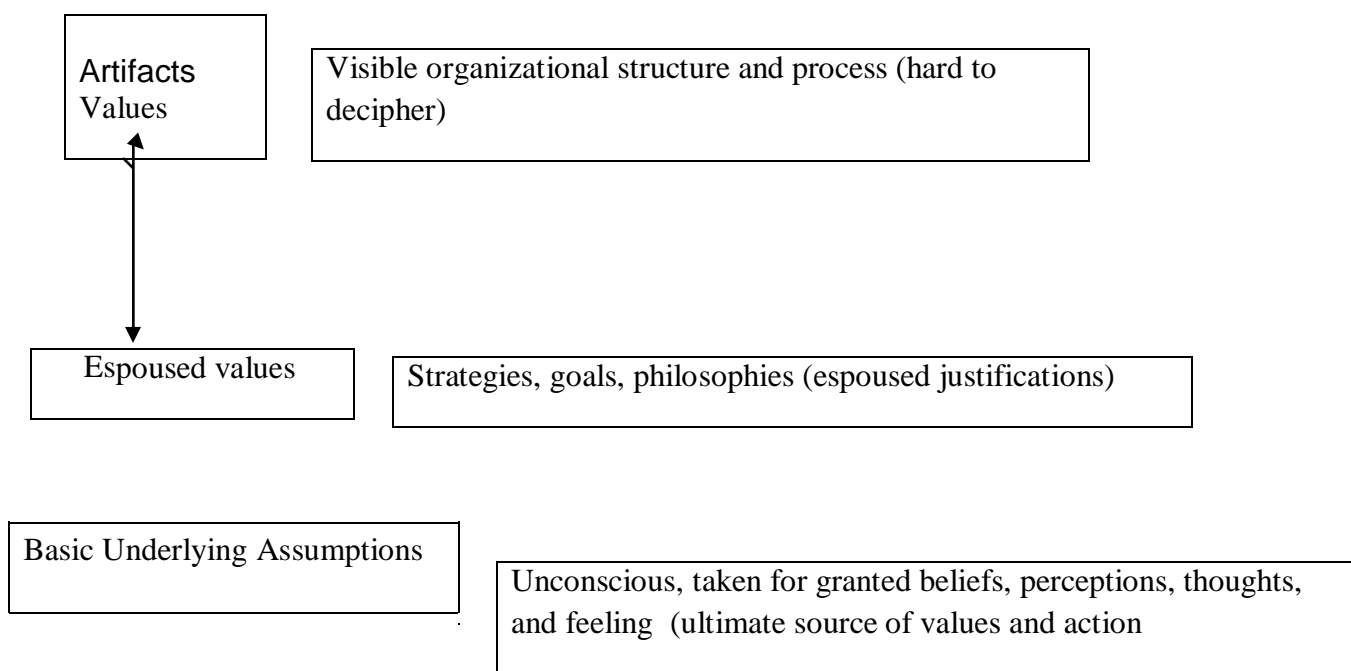 Artifacts
Values
Visible organizational structure and process (hard to
decipher)
Espoused values
Strategies, goals, philosophies (espoused justifications)
Basic Underlying Assumptions
Unconscious, taken for granted beliefs, perceptions, thoughts,
and feeling (ultimate source of values and action